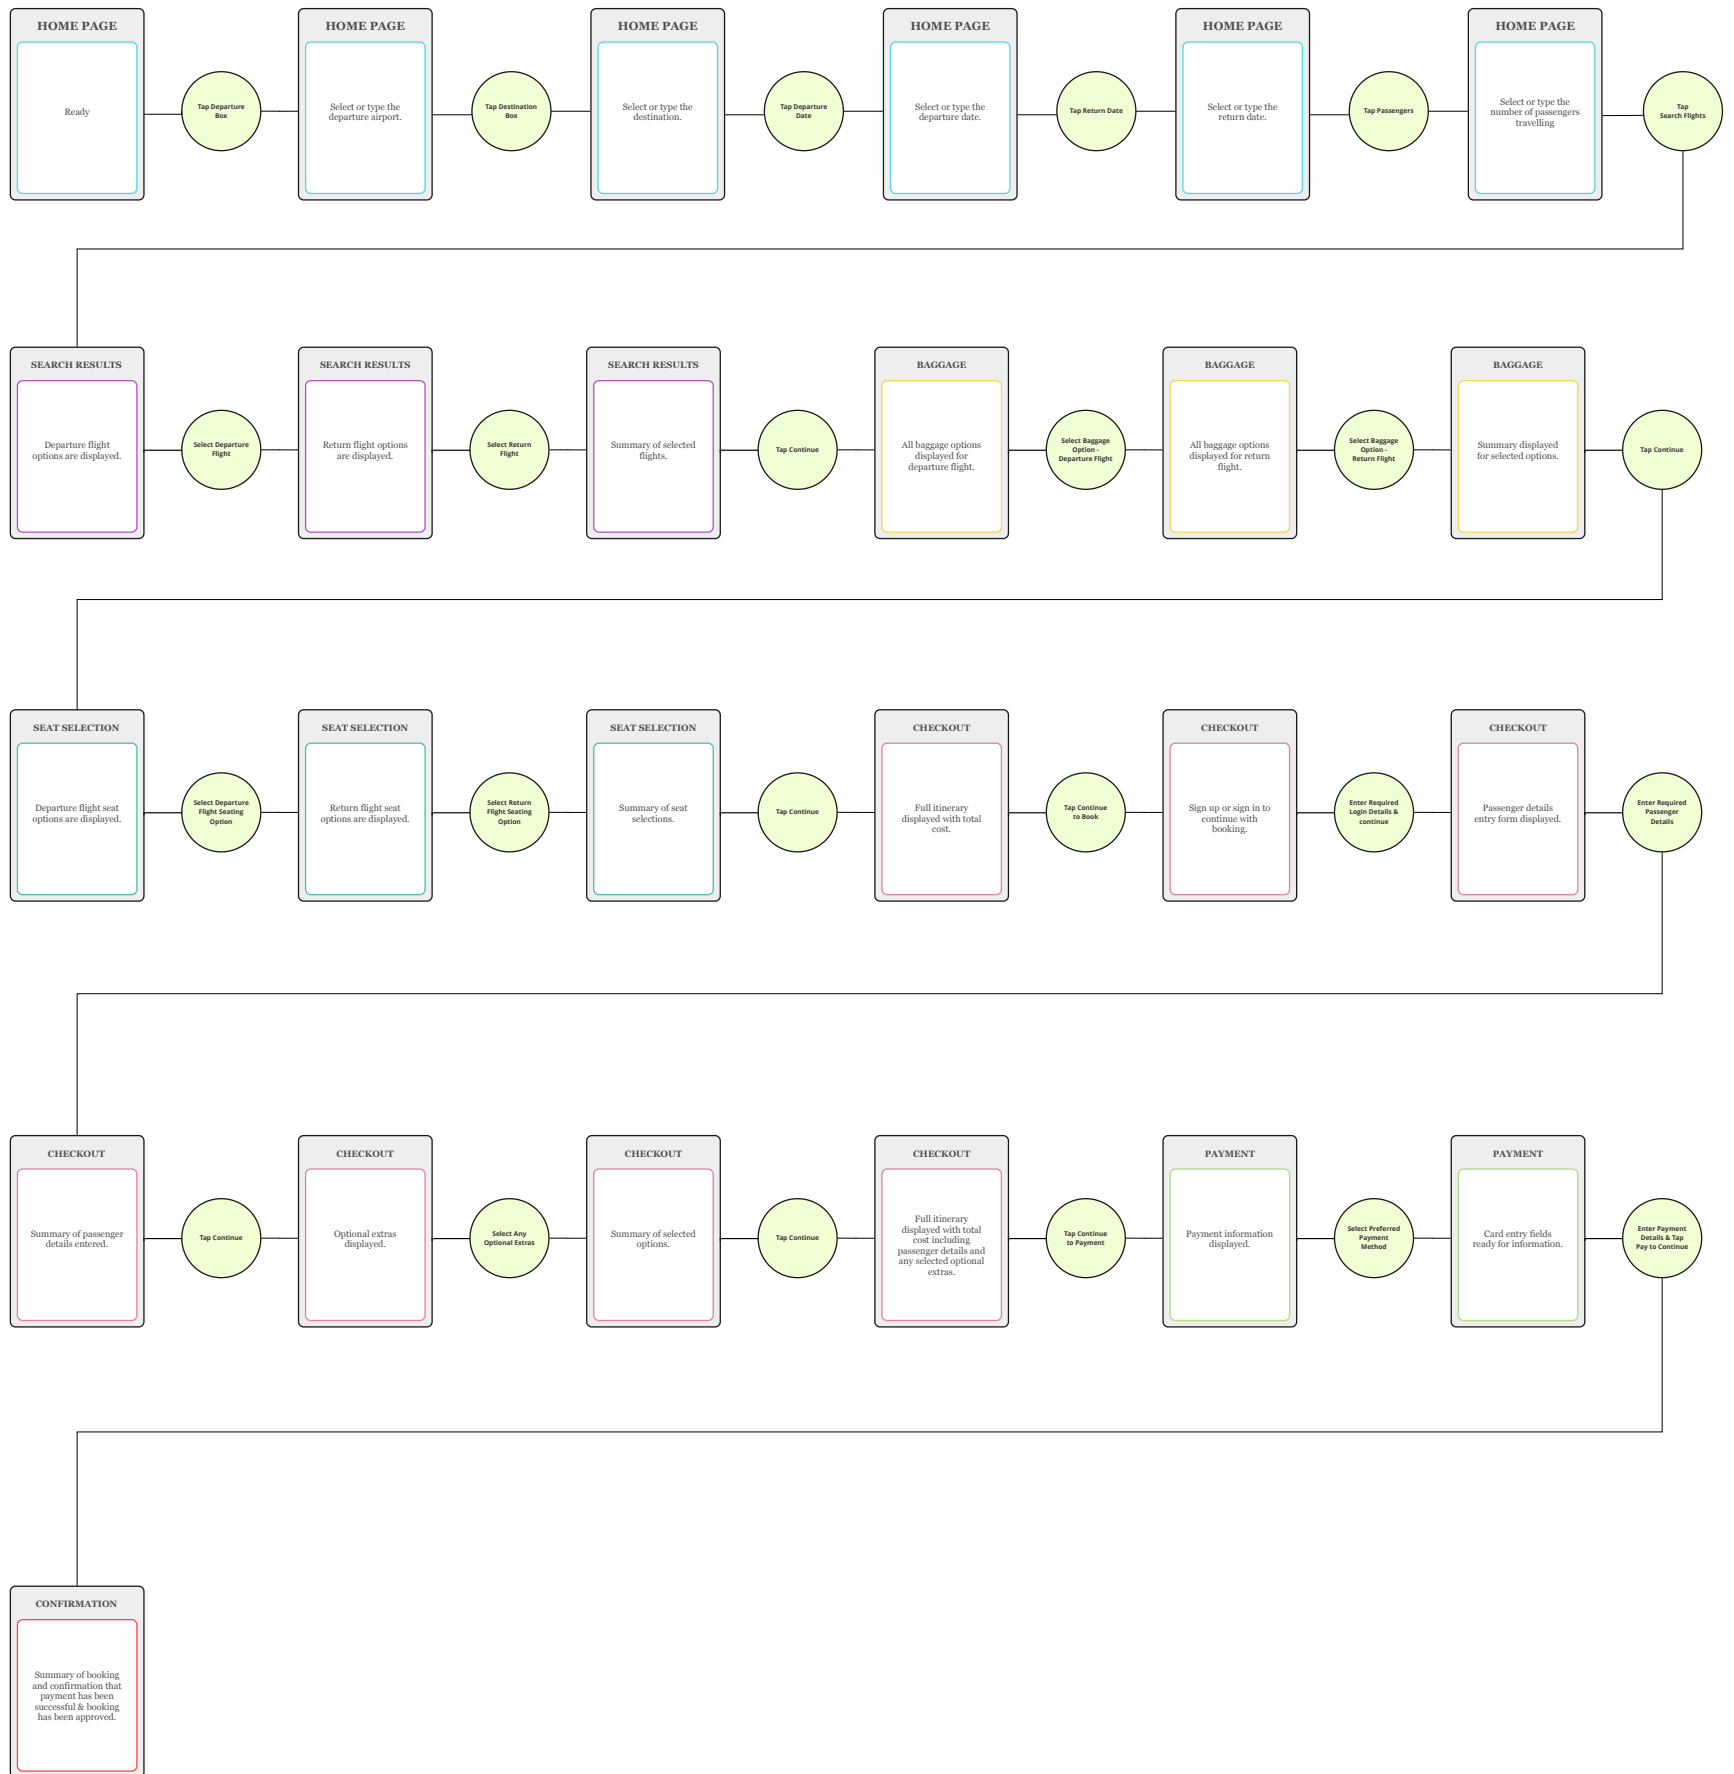 HOME PAGE
Ready
Tap Departure
Box
HOME PAGE
Select or type the
departure airport.
Tap Destination
Box
HOME PAGE
Select or type the
destination.
Tap Departure
Date
HOME PAGE
Select or type the
departure date.
Tap Return Date
HOME PAGE
Select or type the
return date.
Tap Passengers
HOME PAGE
Select or type the
number of passengers
travelling
Tap
Search Flights
SEARCH RESULTS
Departure flight
options are displayed.
Select Departure
Flight
SEARCH RESULTS
Return flight options
are displayed.
Select Return
Flight
SEARCH RESULTS
Summary of selected
flights.
Tap Continue
BAGGAGE
All baggage options
displayed for
departure flight.
Select Baggage
Option -
Departure Flight
BAGGAGE
All baggage options
displayed for return
flight.
Select Baggage
Option -
Return Flight
BAGGAGE
Summary displayed
for selected options.
Tap Continue
SEAT SELECTION
Departure flight seat
options are displayed.
Select Departure
Flight Seating
Option
SEAT SELECTION
Return flight seat
options are displayed.
Select Return
Flight Seating
Option
SEAT SELECTION
Summary of seat
selections.
Tap Continue
CHECKOUT
Full itinerary
displayed with total
cost.
Tap Continue
to Book
CHECKOUT
Sign up or sign in to
continue with
booking.
Enter Required
Login Details &
continue
CHECKOUT
Passenger details
entry form displayed.
Enter Required
Passenger
Details
CHECKOUT
Summary of passenger
details entered.
Tap Continue
CHECKOUT
Optional extras
displayed.
Select Any
Optional Extras
CHECKOUT
Summary of selected
options.
Tap Continue
CHECKOUT
Full itinerary
displayed with total
cost including
passenger details and
any selected optional
extras.
Tap Continue
to Payment
PAYMENT
Payment information
displayed.
Select Preferred
Payment
Method
PAYMENT
Card entry fields
ready for information.
Enter Payment
Details & Tap
Pay to Continue
CONFIRMATION
Summary of booking
and confirmation that
payment has been
successful & booking
has been approved.